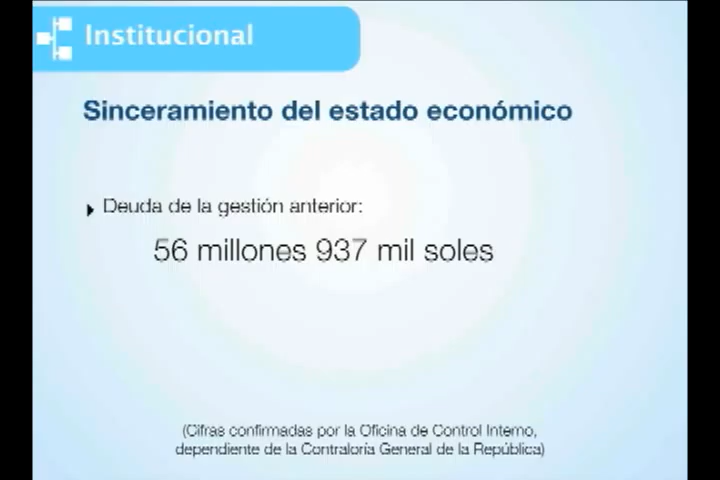 Institucional
Sinceramiento del estado económico
Deuda de la gestión anterior:
56 millones 937 mil soles
(Cifras confirmadas por la Oficina de Control Interno,
dependiente de la Contraloría General de la República)